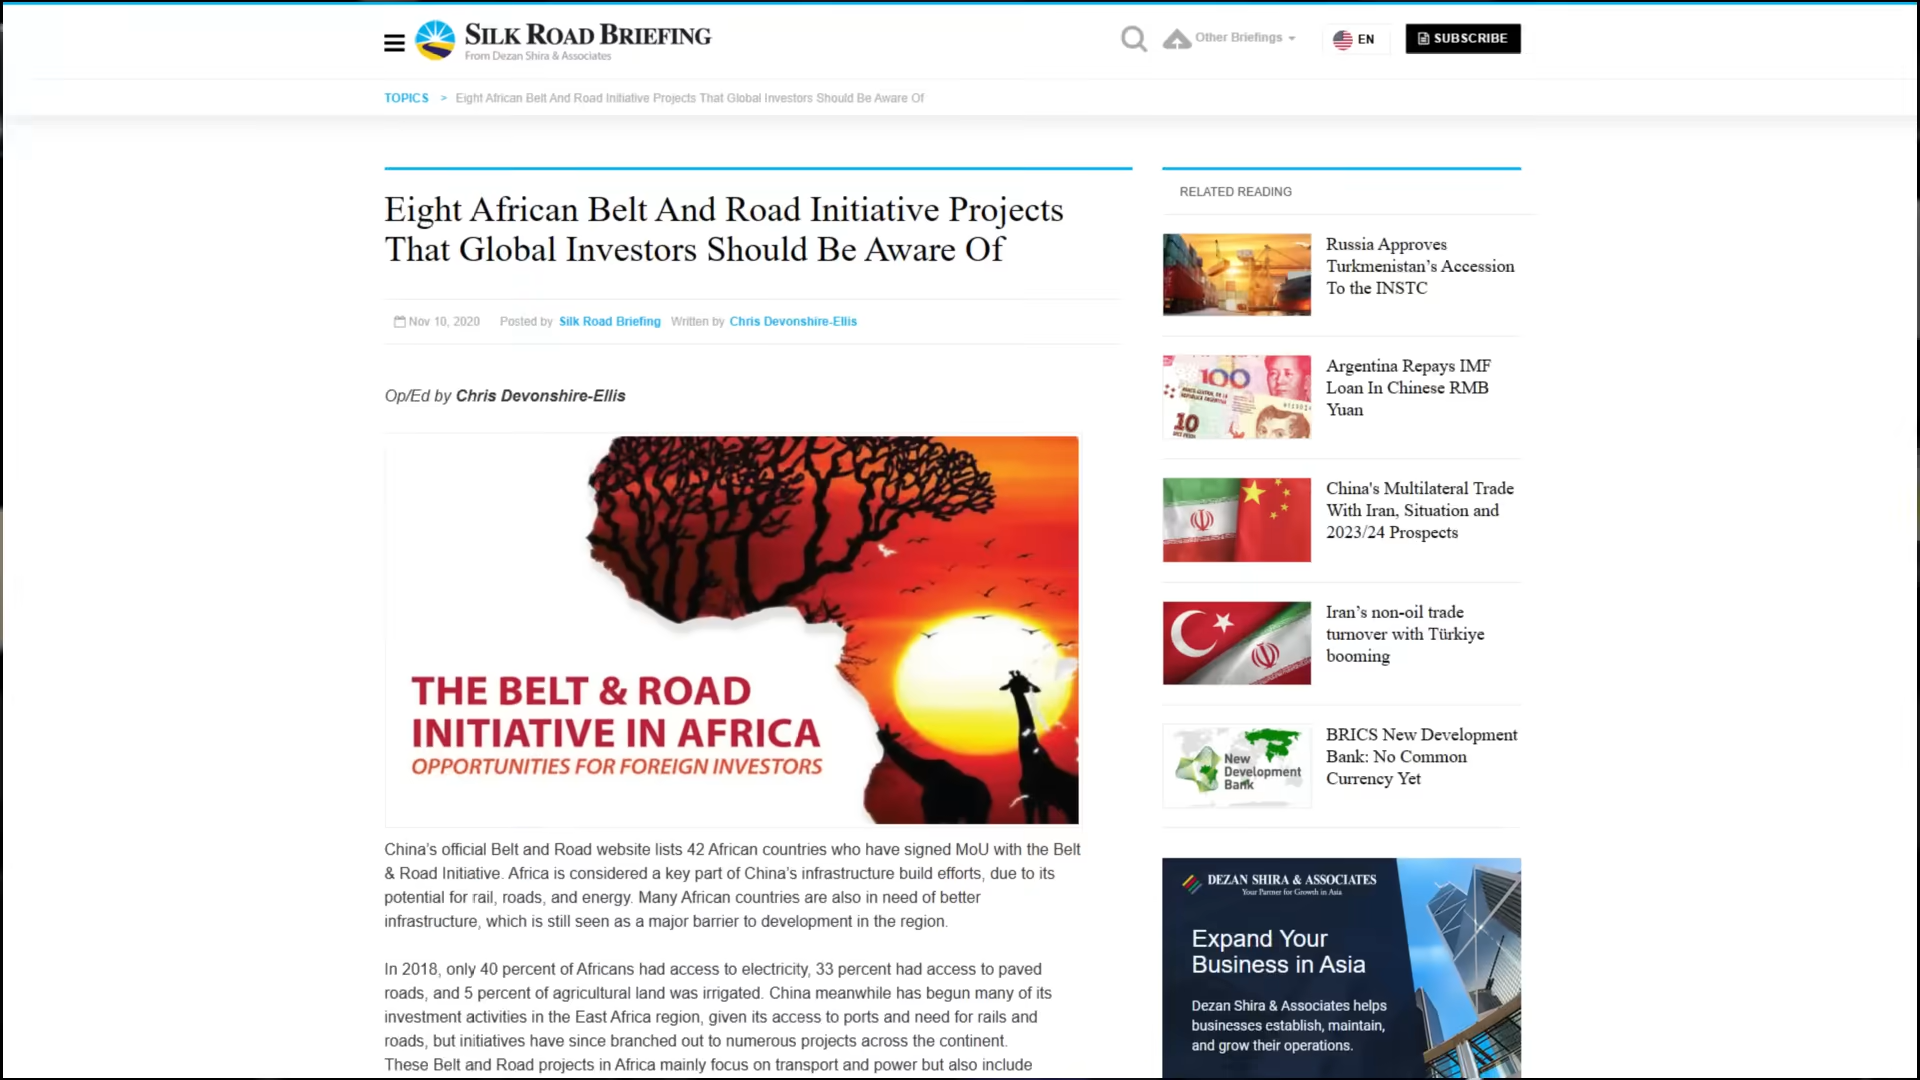 SILK ROAD BRIEFING
From Dezan Shira & Associates
Other Briefings
EN
SUBSCRIBE
TOPICS > Eight African Belt And Road Initiative Projects That Global Investors Should Be Aware Of
Eight African Belt And Road Initiative Projects
That Global Investors Should Be Aware Of
Nov 10, 2020 Posted by Silk Road Briefing Written by Chris Devonshire-Ellis
Op/Ed by Chris Devonshire-Ellis
THE BELT & ROAD
INITIATIVE IN AFRICA
OPPORTUNITIES FOR FOREIGN INVESTORS
China’s official Belt and Road website lists 42 African countries who have signed MoU with the Belt
& Road Initiative. Africa is considered a key part of China’s infrastructure build efforts, due to its
potential for rail, roads, and energy. Many African countries are also in need of better
infrastructure, which is still seen as a major barrier to development in the region.
In 2018, only 40 percent of Africans had access to electricity, 33 percent had access to paved
roads, and 5 percent of agricultural land was irrigated. China meanwhile has begun many of its
investment activities in the East Africa region, given its access to ports and need for rails and
roads, but initiatives have since branched out to numerous projects across the continent.
These Belt and Road projects in Africa mainly focus on transport and power but also include
RELATED READING
Russia Approves
Turkmenistan’s Accession
To the INSTC
100
10
Argentina Repays IMF
Loan In Chinese RMB
Yuan
China's Multilateral Trade
With Iran, Situation and
2023/24 Prospects
Iran’s non-oil trade
turnover with Türkiye
booming
New
Development
Bank
BRICS New Development
Bank: No Common
Currency Yet
DEZAN SHIRA & ASSOCIATES
Your Partner for Growth in Asia
Expand Your
Business in Asia
Dezan Shira & Associates helps
businesses establish, maintain,
and grow their operations.